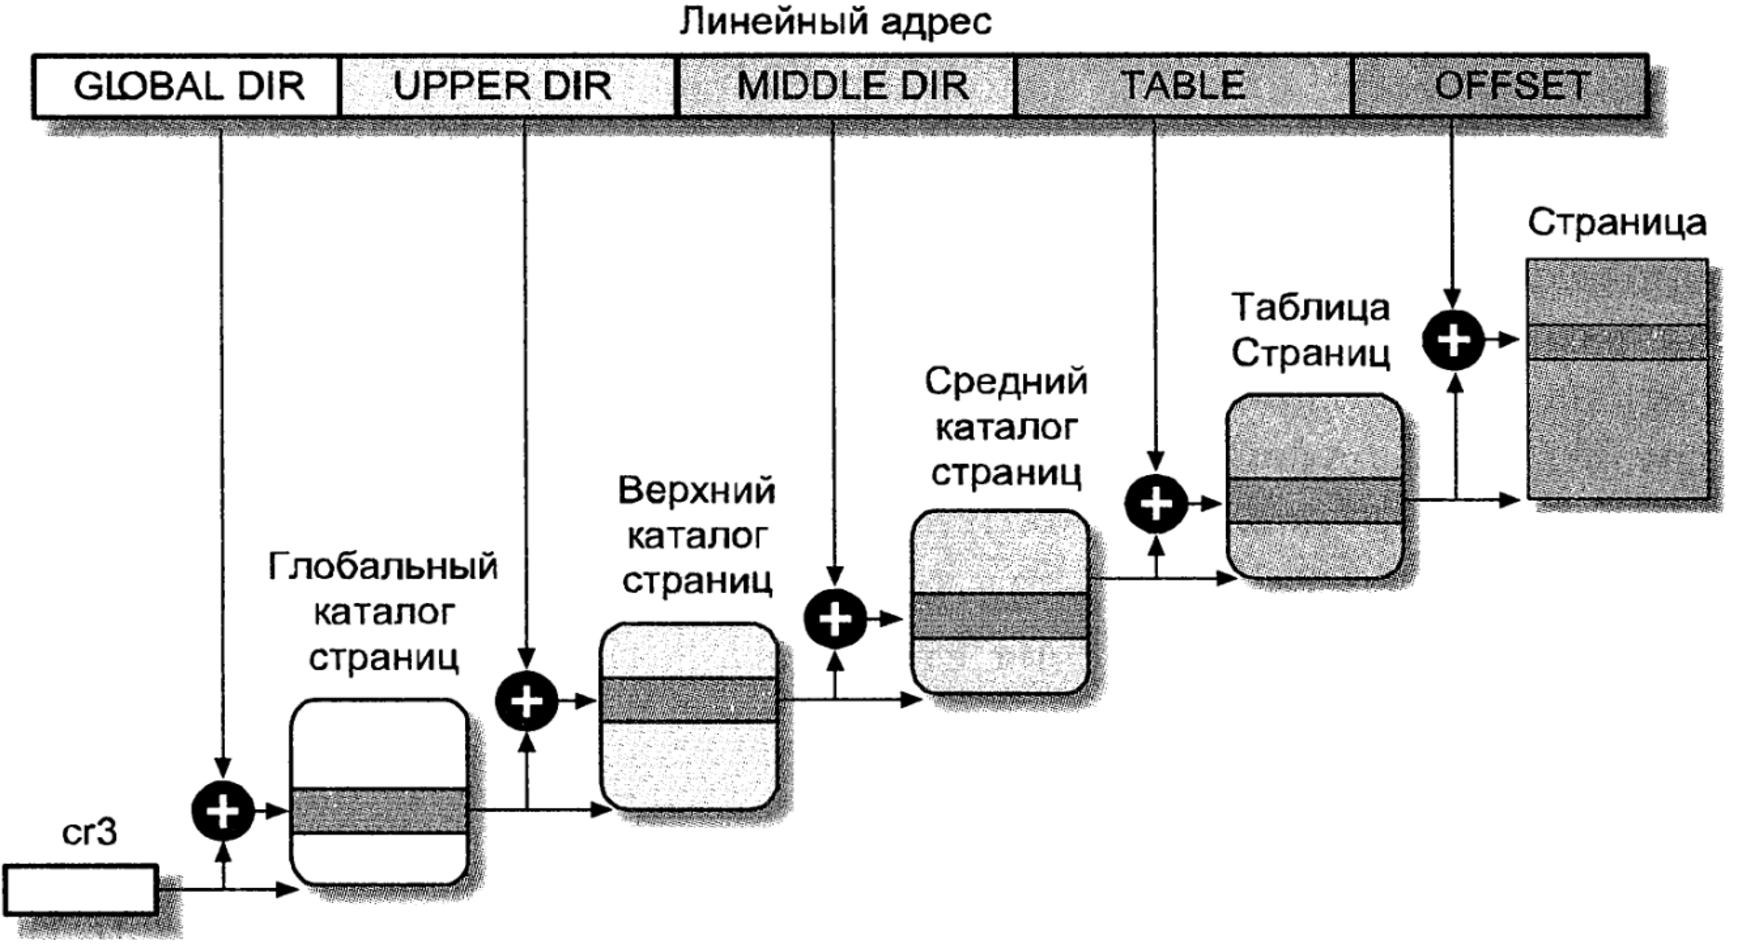 Линейный адрес
GLOBAL DIR
UPPER DIR
MIDDLE DIR
TABLE
OFFSET
Страница
Таблица
Страниц
Средний
каталог
страниц
Верхний
каталог
страниц
Глобальный
каталог
страниц
cr3